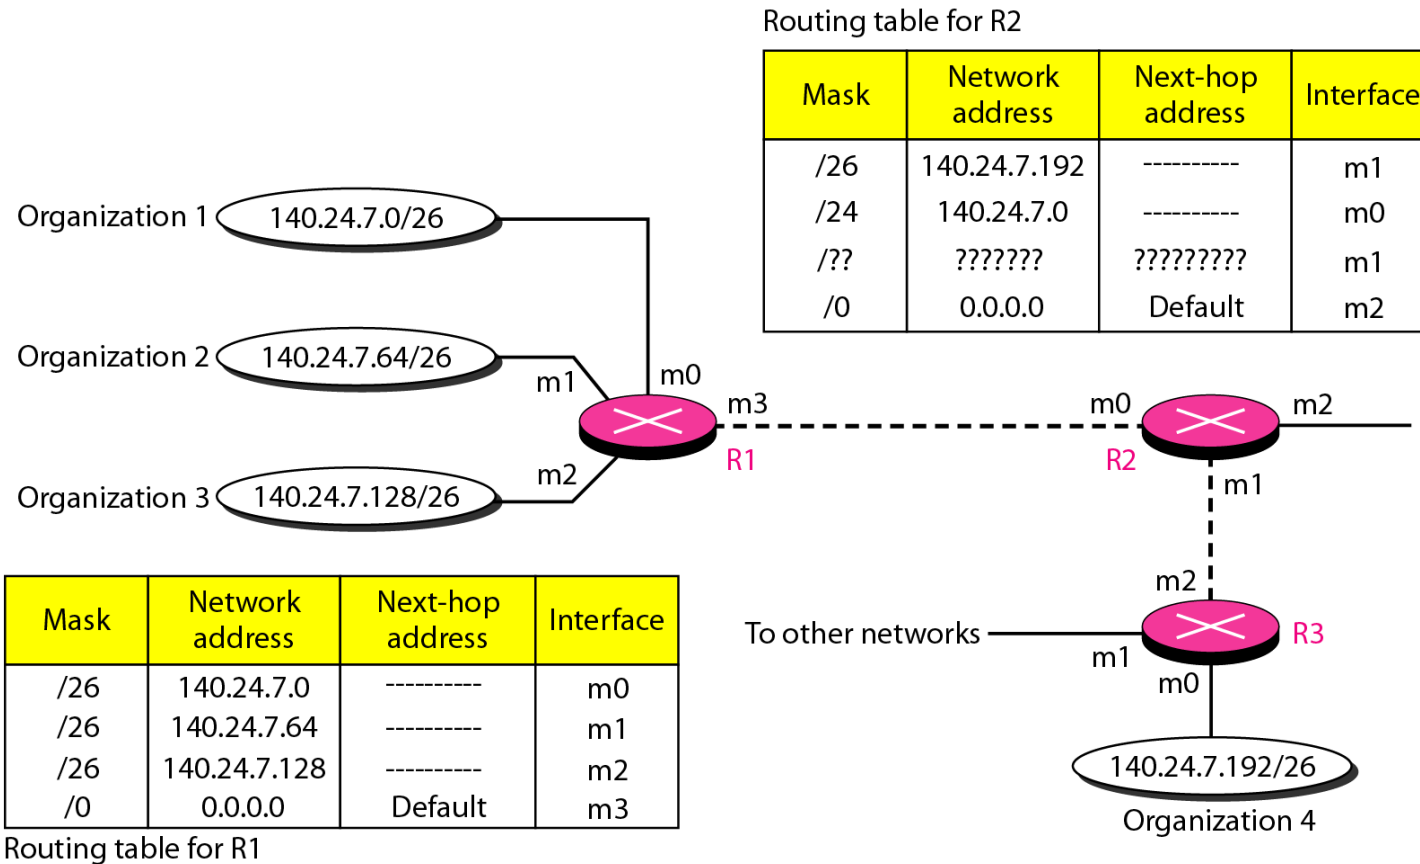 Routing table for R2
Mask Network address Next-hop address Interface
/26 140.24.7.192 ---------- m1
/24 140.24.7.0 ---------- m0
/?? ??????? ????????? m1
/0 0.0.0.0 Default m2
Organization 1 140.24.7.0/26
Organization 2 140.24.7.64/26
Organization 3 140.24.7.128/26
m0
m1
m2
m3
R1
m0
m2
R2
m1
m2
To other networks
R3
m1
m0
140.24.7.192/26
Organization 4
Mask Network address Next-hop address Interface
/26 140.24.7.0 ---------- m0
/26 140.24.7.64 ---------- m1
/26 140.24.7.128 ---------- m2
/0 0.0.0.0 Default m3
Routing table for R1